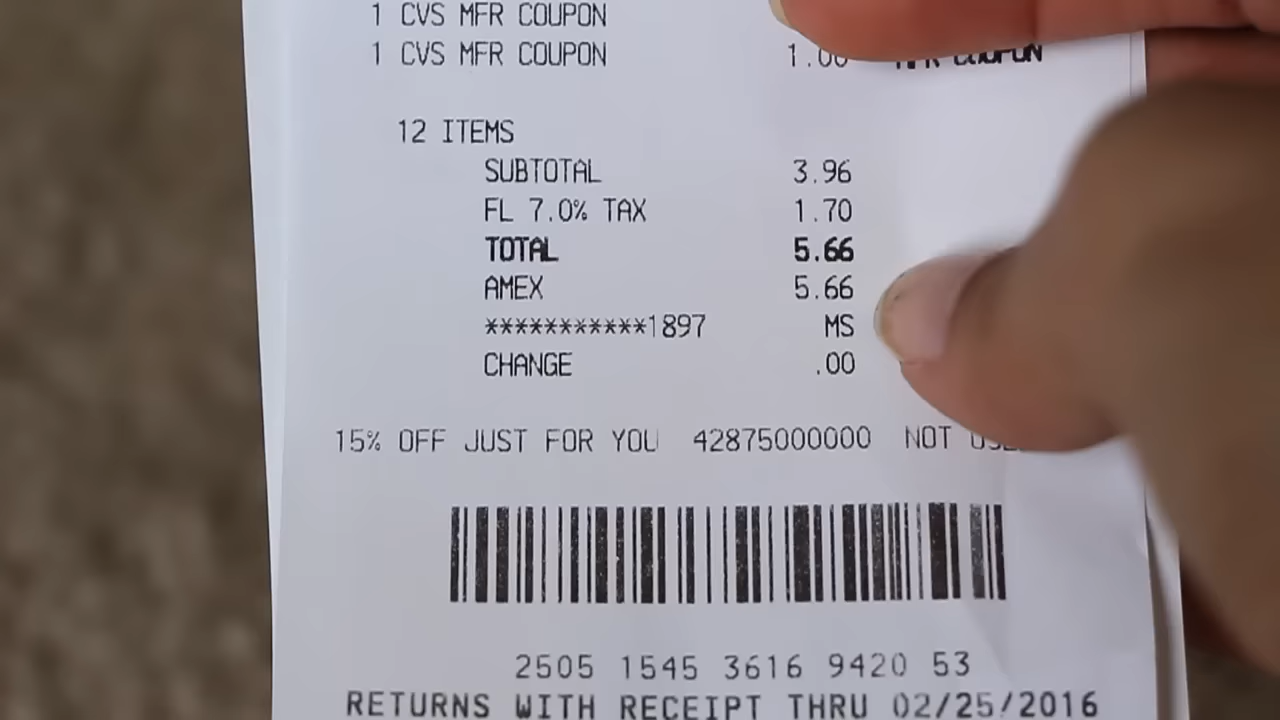 1 CVS MFR COUPON
1 CVS MFR COUPON 1.00 MFR COUPON
12 ITEMS
SUBTOTAL 3.96
FL 7.0% TAX 1.70
TOTAL 5.66
AMEX 5.66
***********1897 MS
CHANGE .00
15% OFF JUST FOR YOU 42875000000 NOT
2505 1545 3616 9420 53
RETURNS WITH RECEIPT THRU 02/25/2016